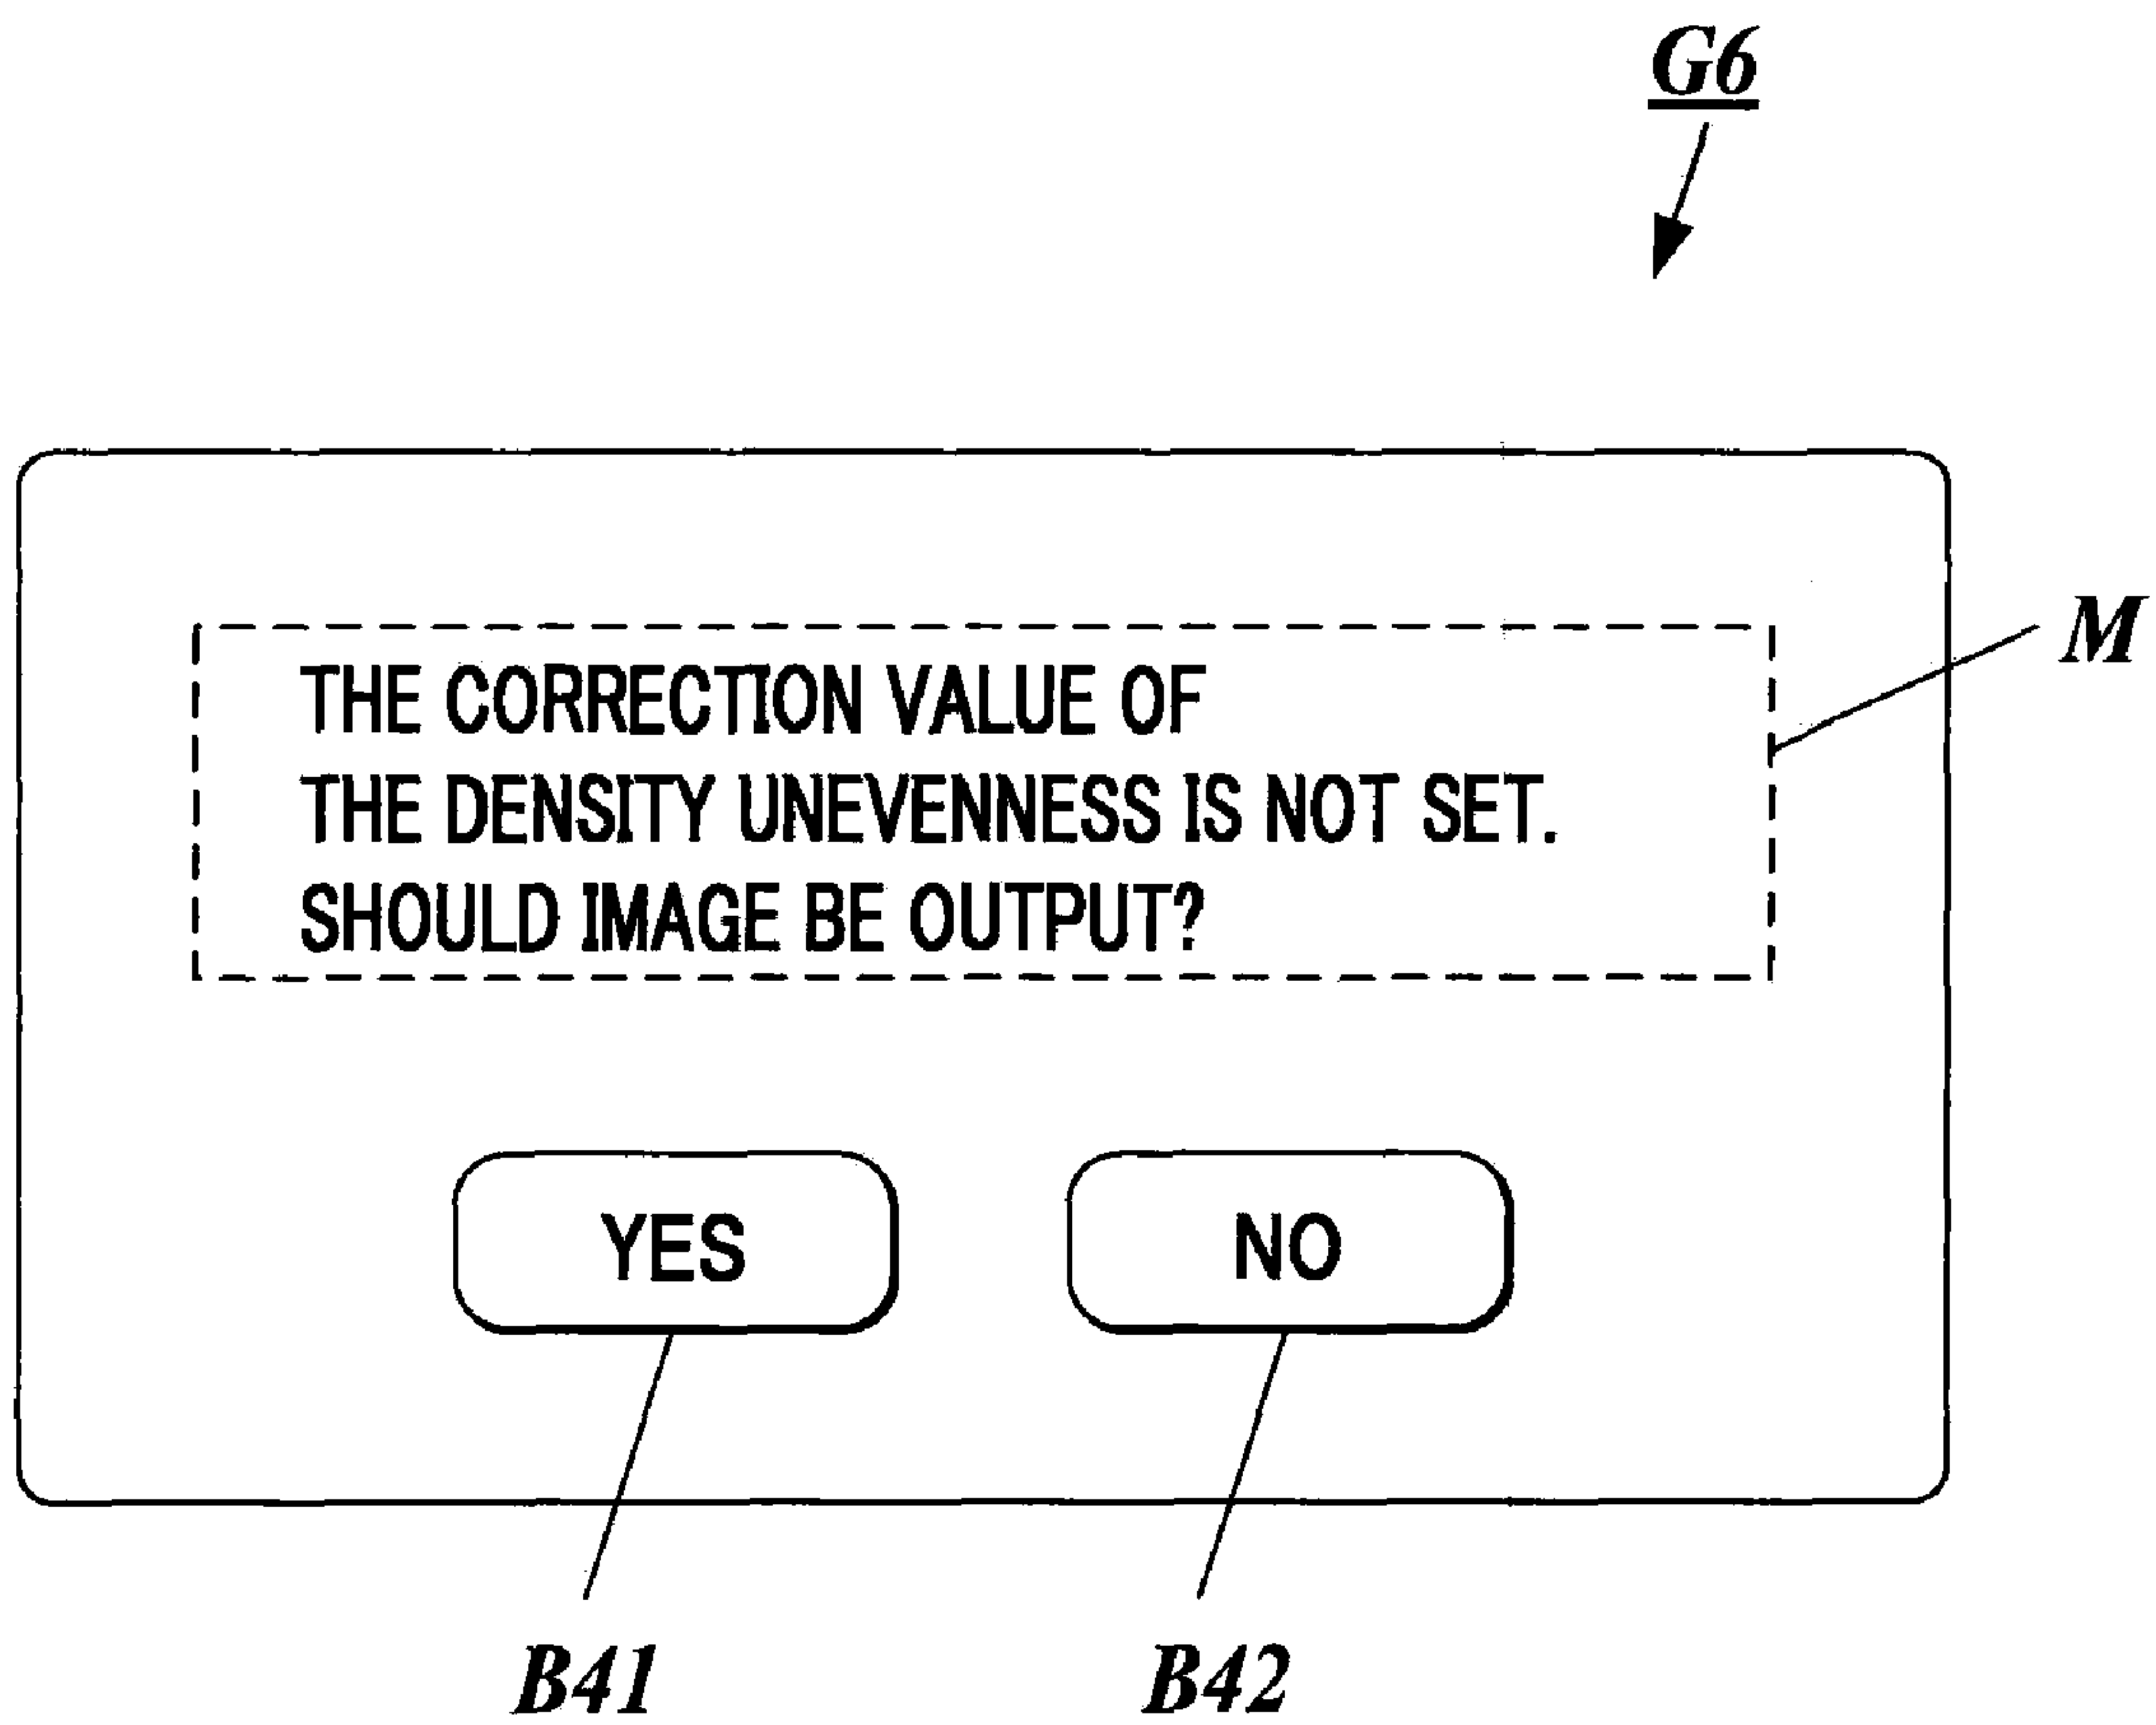 G6
THE CORRECTION VALUE OF
THE DENSITY UNEVENNESS IS NOT SET.
SHOULD IMAGE BE OUTPUT?
M
YES
NO
B41
B42